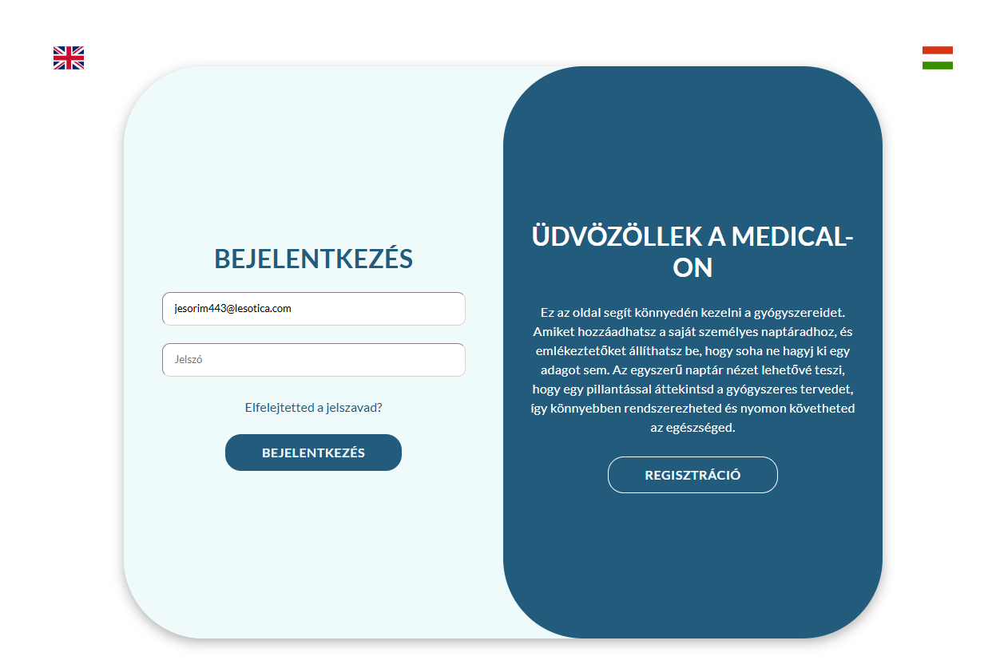 BEJELENTKEZÉS
jesorim443@lesotica.com
Jelszó
Elfelejtetted a jelszavad?
BEJELENTKEZÉS
ÜDVÖZÖLLEK A MEDICAL-
ON
Ez az oldal segít könnyedén kezelni a gyógyszereidet.
Amiket hozzáadhatsz a saját személyes naptáradhoz, és
emlékeztetőket állíthatsz be, hogy soha ne hagyj ki egy
adagot sem. Az egyszerű naptár nézet lehetővé teszi,
hogy egy pillantással áttekintsd a gyógyszeres tervedet,
így könnyebben rendszerezheted és nyomon követheted
az egészséged.
REGISZTRÁCIÓ